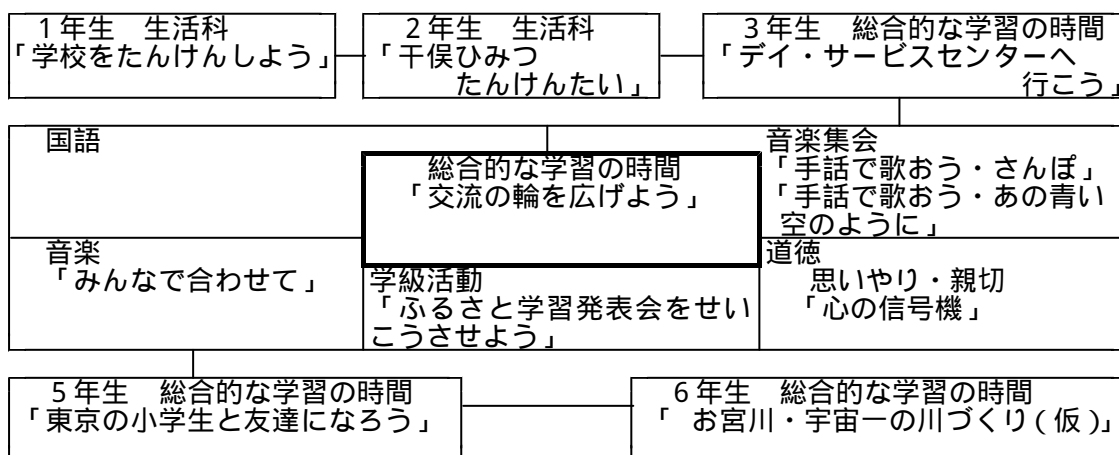 1年生 生活科
「学校をたんけんしよう」
2年生 生活科
「干俣ひみつ
たんけんたい」
3年生 総合的な学習の時間
「デイ・サービスセンターへ
行こう」
国語
総合的な学習の時間
「交流の輪を広げよう」
音楽集会
「手話で歌おう・さんぽ」
「手話で歌おう・あの青い
空のように」
音楽
「みんなで合わせて」
学級活動
「ふるさと学習発表会をせい
こうさせよう」
道徳
思いやり・親切
「心の信号機」
5年生 総合的な学習の時間
「東京の小学生と友達になろう」
6年生 総合的な学習の時間
「 お宮川・宇宙一の川づくり(仮)」